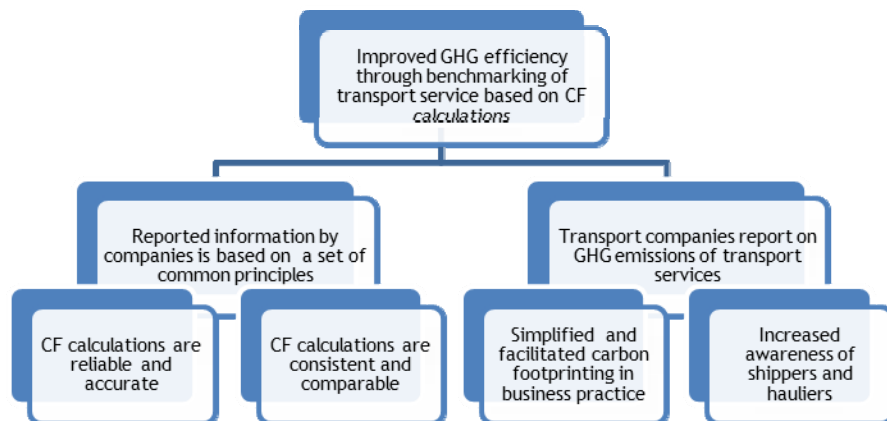 Improved GHG efficiency
through benchmarking of
transport service based on CF
calculations
Reported information by
companies is based on a set of
common principles
Transport companies report on
GHG emissions of transport
services
CF calculations are
reliable and
accurate
CF calculations are
consistent and
comparable
Simplified and
facilitated carbon
footprinting in
business practice
Increased
awareness of
shippers and
hauliers